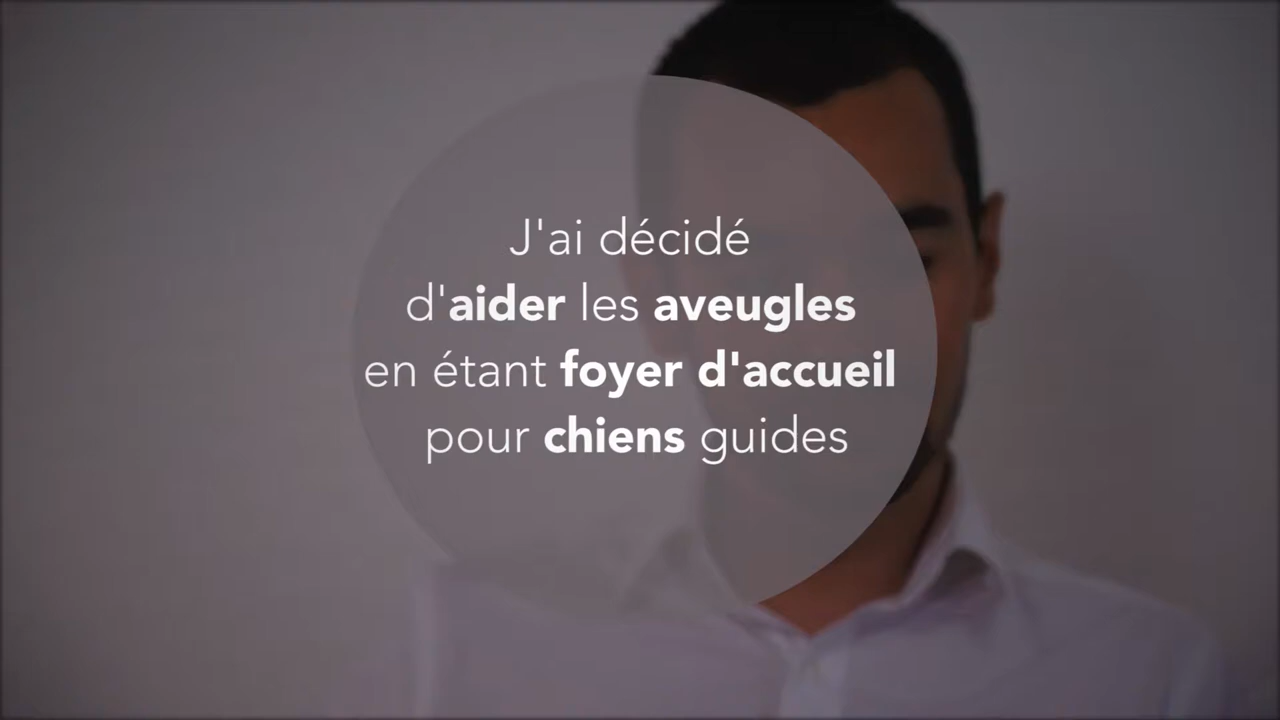 J'ai décidé
d'aider les aveugles
en étant foyer d'accueil
pour chiens guides